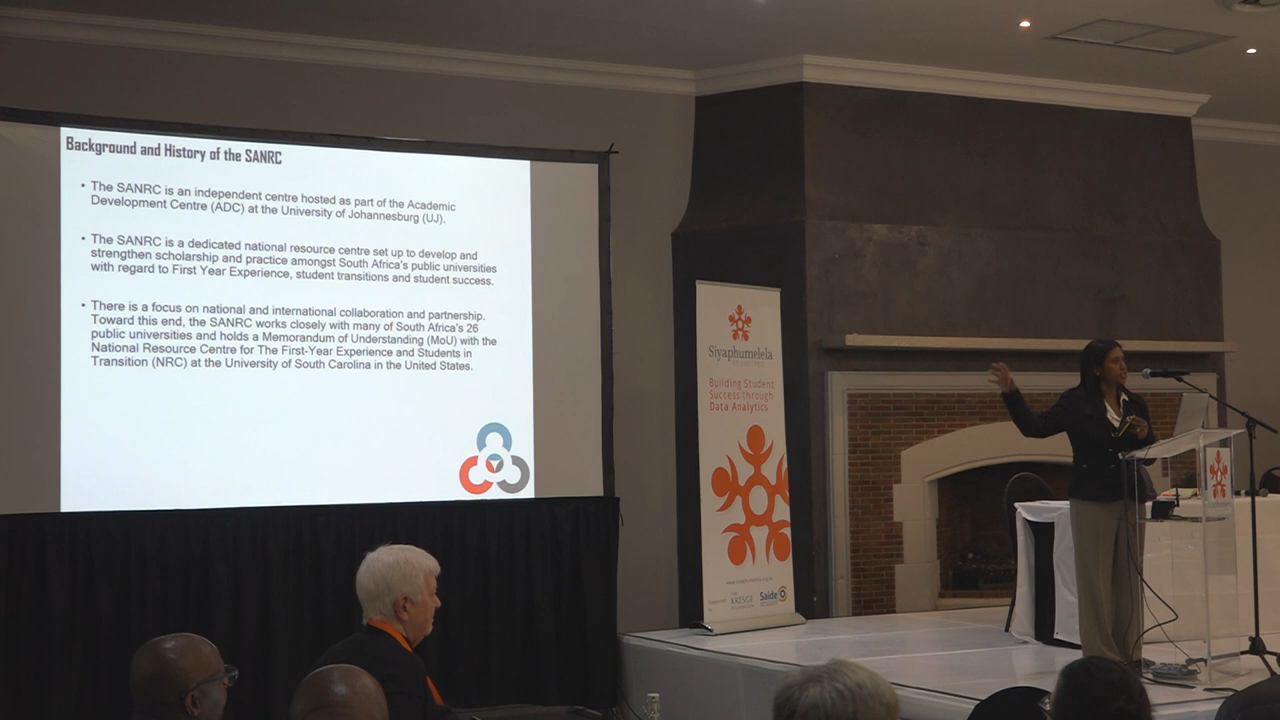 Background and History of the SANRC
• The SANRC is an independent centre hosted as part of the Academic
Development Centre (ADC) at the University of Johannesburg (UJ).
• The SANRC is a dedicated national resource centre set up to develop and
strengthen scholarship and practice amongst South Africa's public universities
with regard to First Year Experience, student transitions and student success.
• There is a focus on national and international collaboration and partnership.
Toward this end, the SANRC works closely with many of South Africa's 26
public universities and holds a Memorandum of Understanding (MoU) with the
National Resource Centre for The First-Year Experience and Students in
Transition (NRC) at the University of South Carolina in the United States.
Siyaphumelela
Building Student
Success through
Data Analytics
KRESGE
Saide